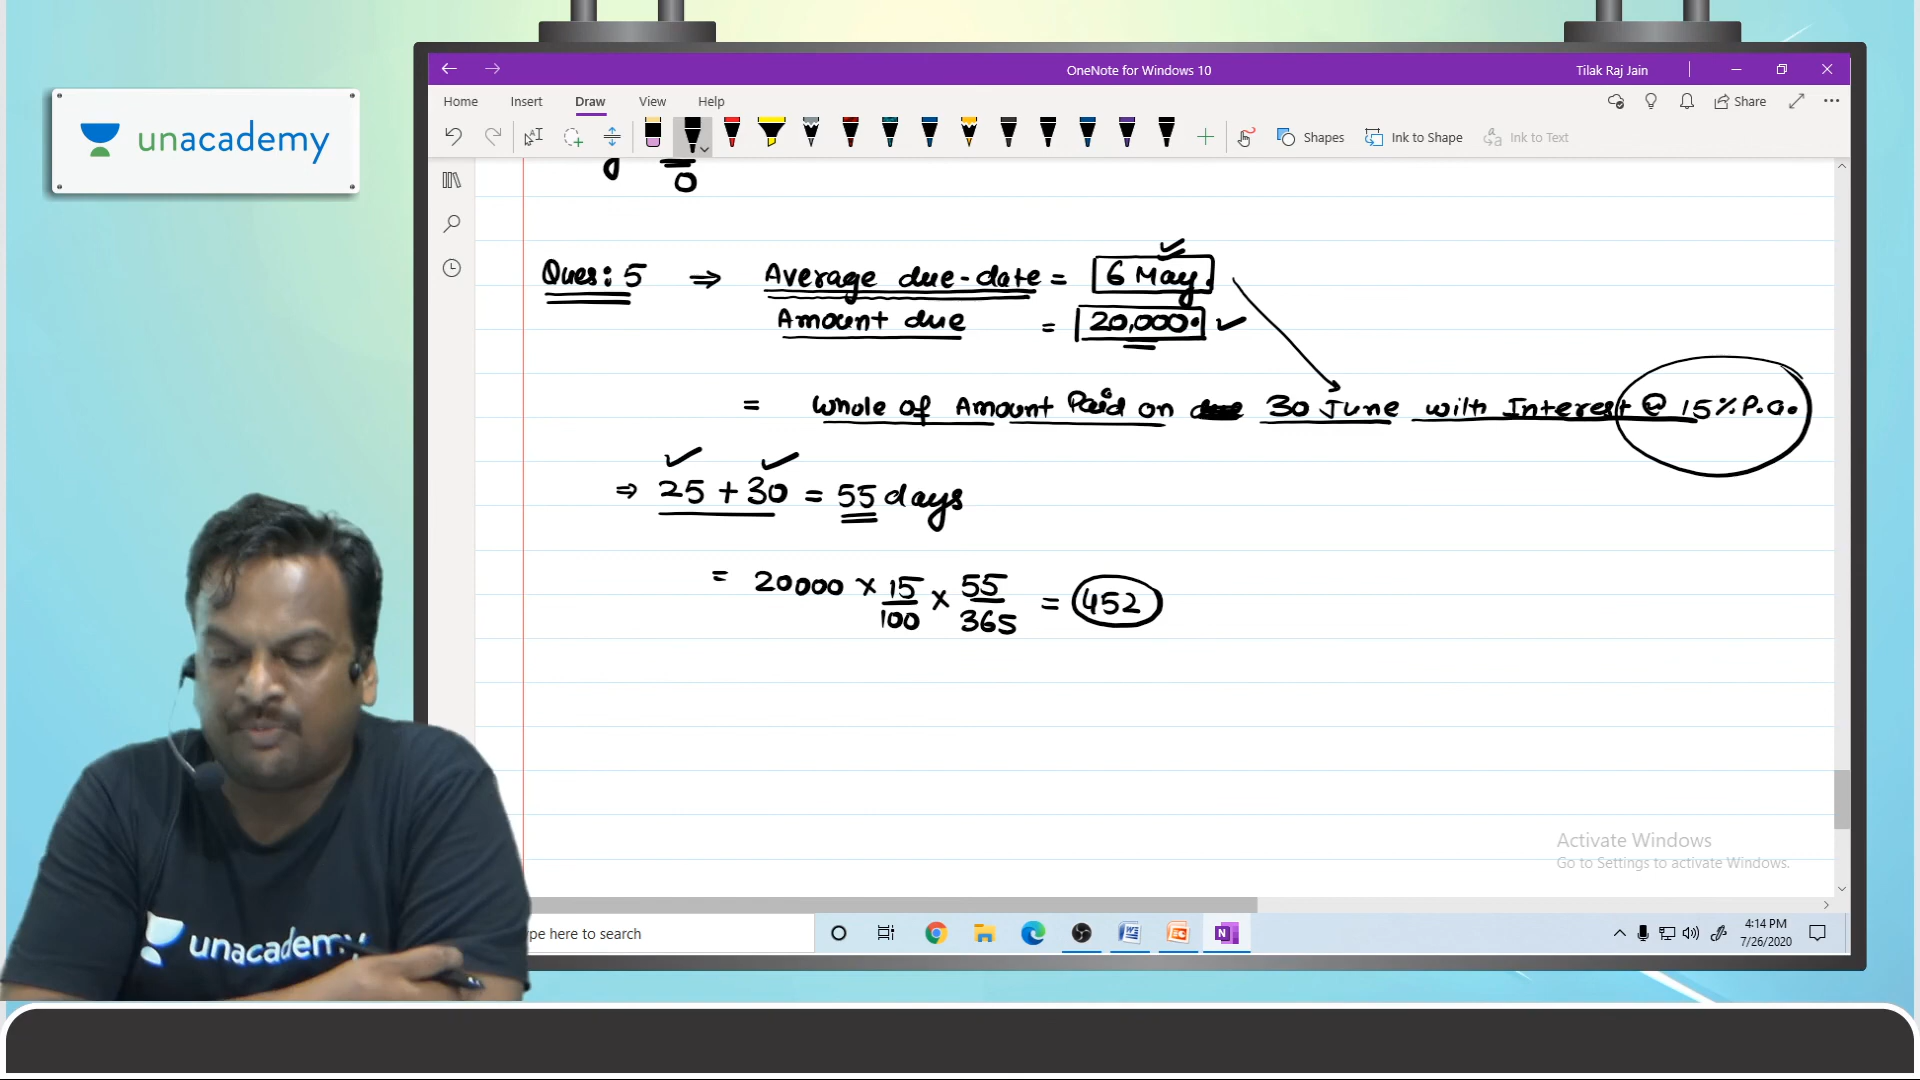 unacademy
OneNote for Windows 10
Tilak Raj Jain
Home Insert Draw View Help
Share
Shapes Ink to Shape Ink to Text
0
Ques: 5 ⇒ Average due-date = 6 May.
Amount due = 20,000.
= Whole of Amount Paid on 30 June with Interest @ 15% P.a.
⇒ 25 + 30 = 55 days
= 20000 × 15/100 × 55/365 = 452
Activate Windows
Go to Settings to activate Windows.
unacademy
ype here to search
4:14 PM
7/26/2020